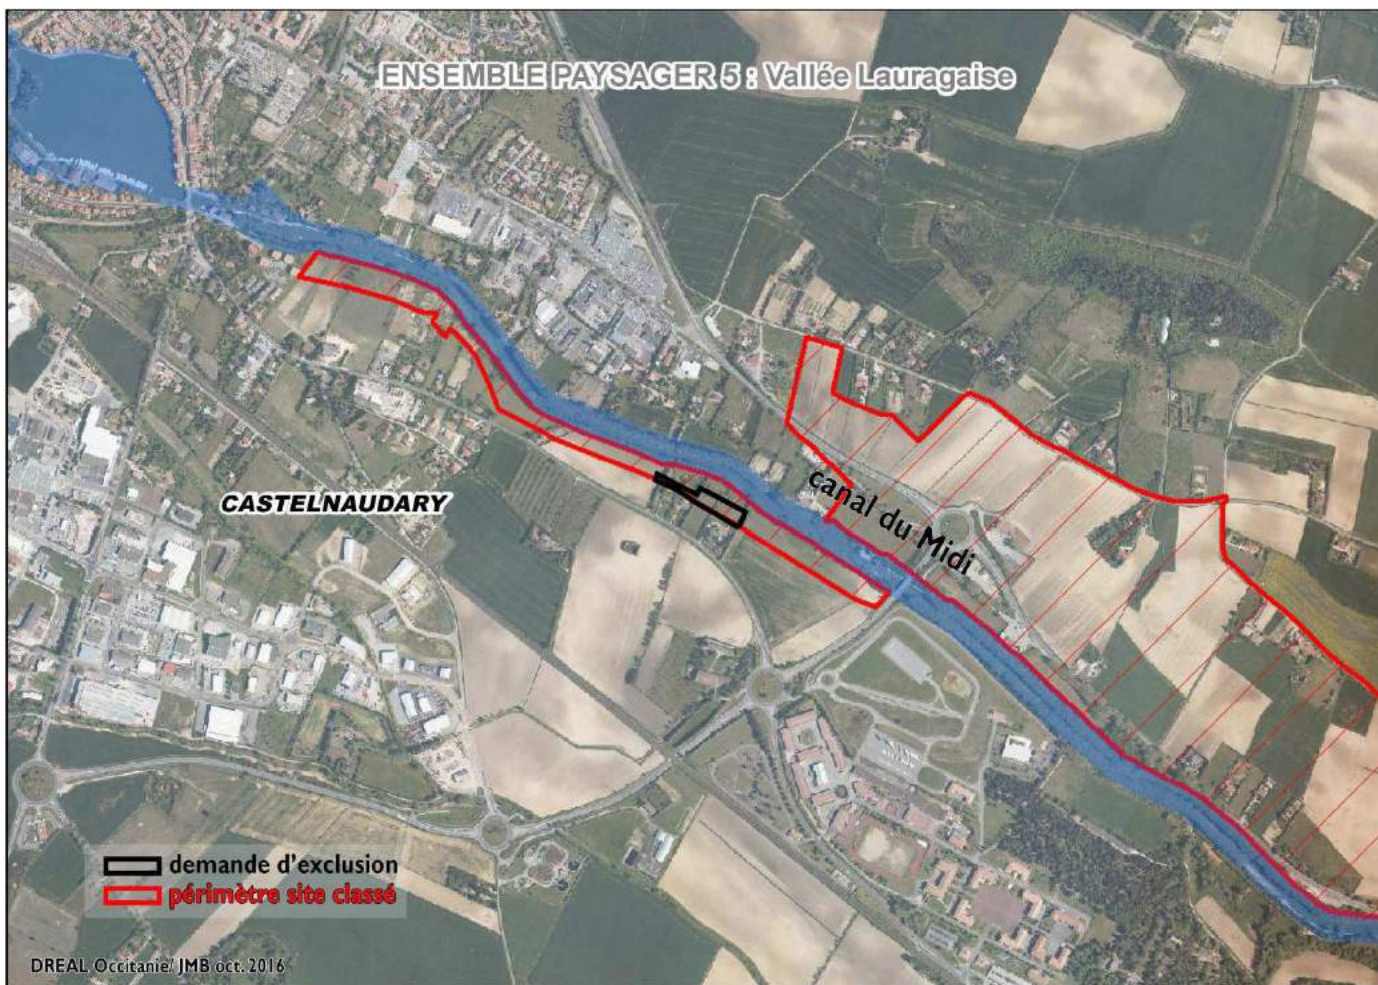 ENSEMBLE PAYSAGER 5 : Vallée Lauragaise
canal du Midi
CASTELNAUDARY
demande d'exclusion
périmètre site classé
DREAL Occitanie/ JMB oct. 2016